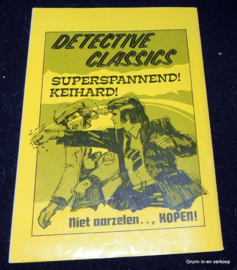 DETECTIVE
CLASSICS
SUPERSPANNEND!
KEIHARD!
Niet aarzelen..., KOPEN!
Grunn in-en verkoop